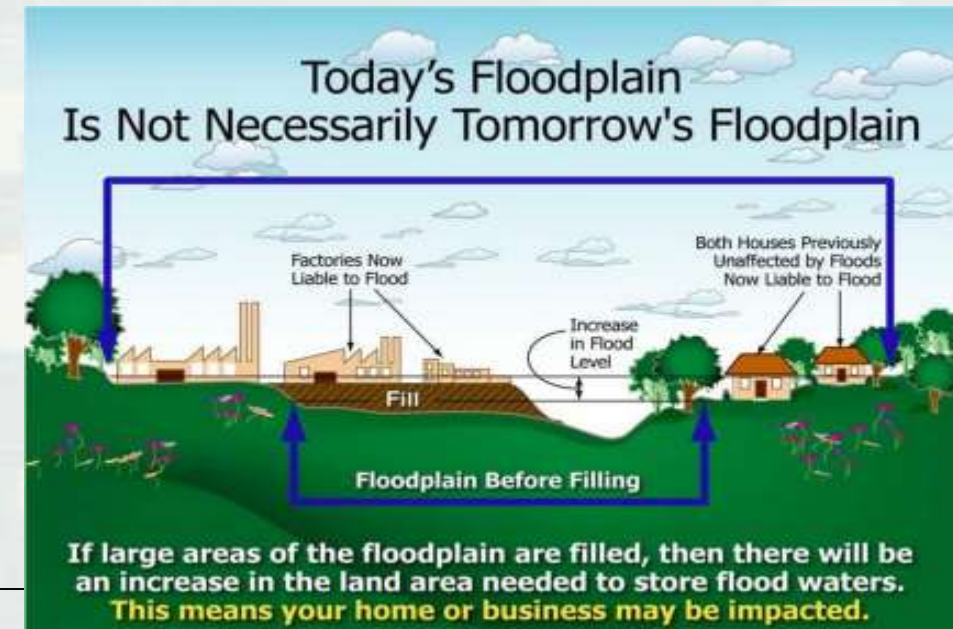 Today's Floodplain
Is Not Necessarily Tomorrow's Floodplain
Factories Now
Liable to Flood
Both Houses Previously
Unaffected by Floods
Now Liable to Flood
Increase
in Flood
Level
Fill
Floodplain Before Filling
If large areas of the floodplain are filled, then there will be
an increase in the land area needed to store flood waters.
This means your home or business may be impacted.